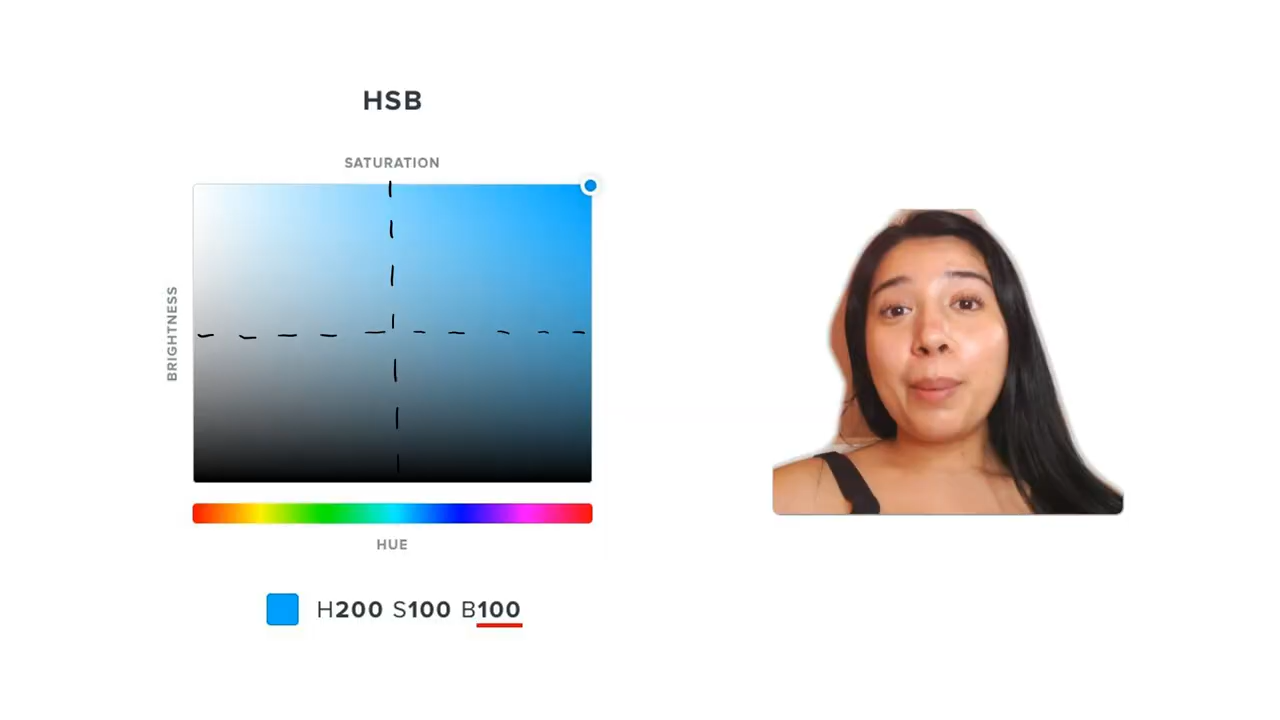 HSB
SATURATION
BRIGHTNESS
HUE
H200 S100 B100